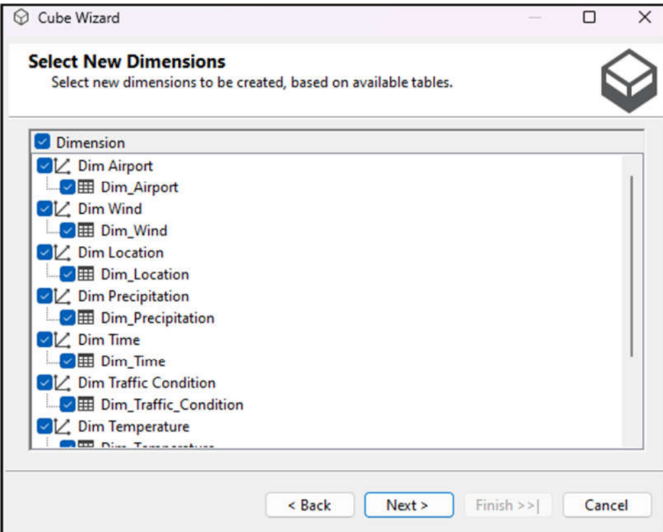 Cube Wizard
Select New Dimensions
Select new dimensions to be created, based on available tables.
Dimension
Dim Airport
Dim_Airport
Dim Wind
Dim_Wind
Dim Location
Dim_Location
Dim Precipitation
Dim_Precipitation
Dim Time
Dim_Time
Dim Traffic Condition
Dim_Traffic_Condition
Dim Temperature
Dim_Temperature
< Back Next > Finish >>| Cancel